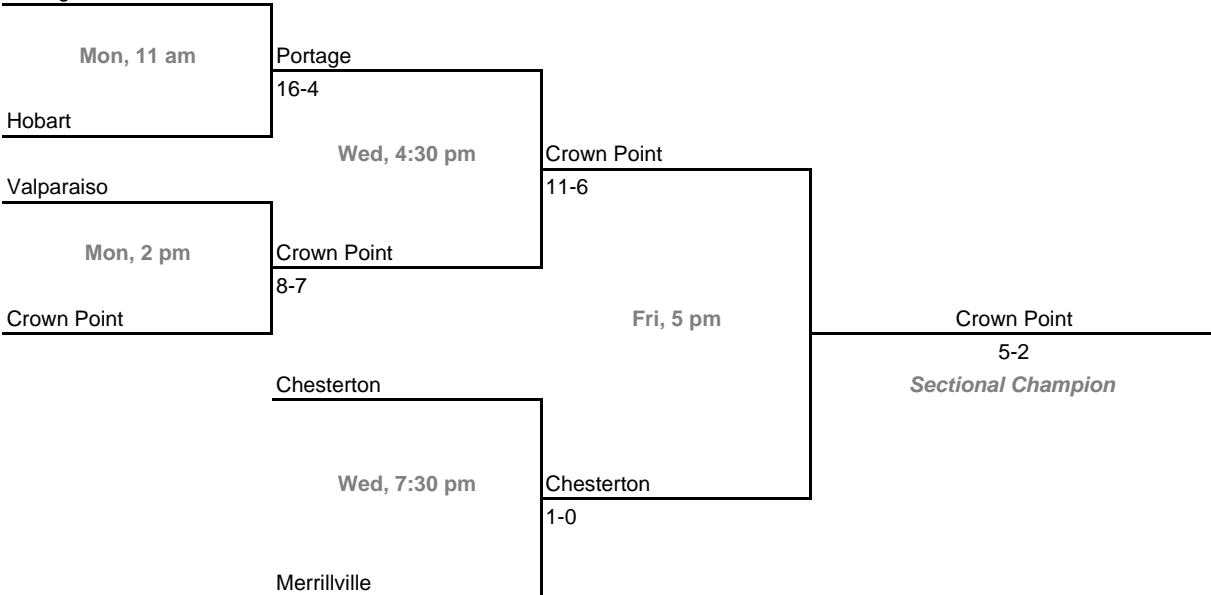 Mon, 11 am
Portage
16-4
Hobart
Wed, 4:30 pm
Crown Point
11-6
Valparaiso
Mon, 2 pm
Crown Point
8-7
Crown Point
Fri, 5 pm
Crown Point
5-2
Sectional Champion
Chesterton
Wed, 7:30 pm
Chesterton
1-0
Merrillville